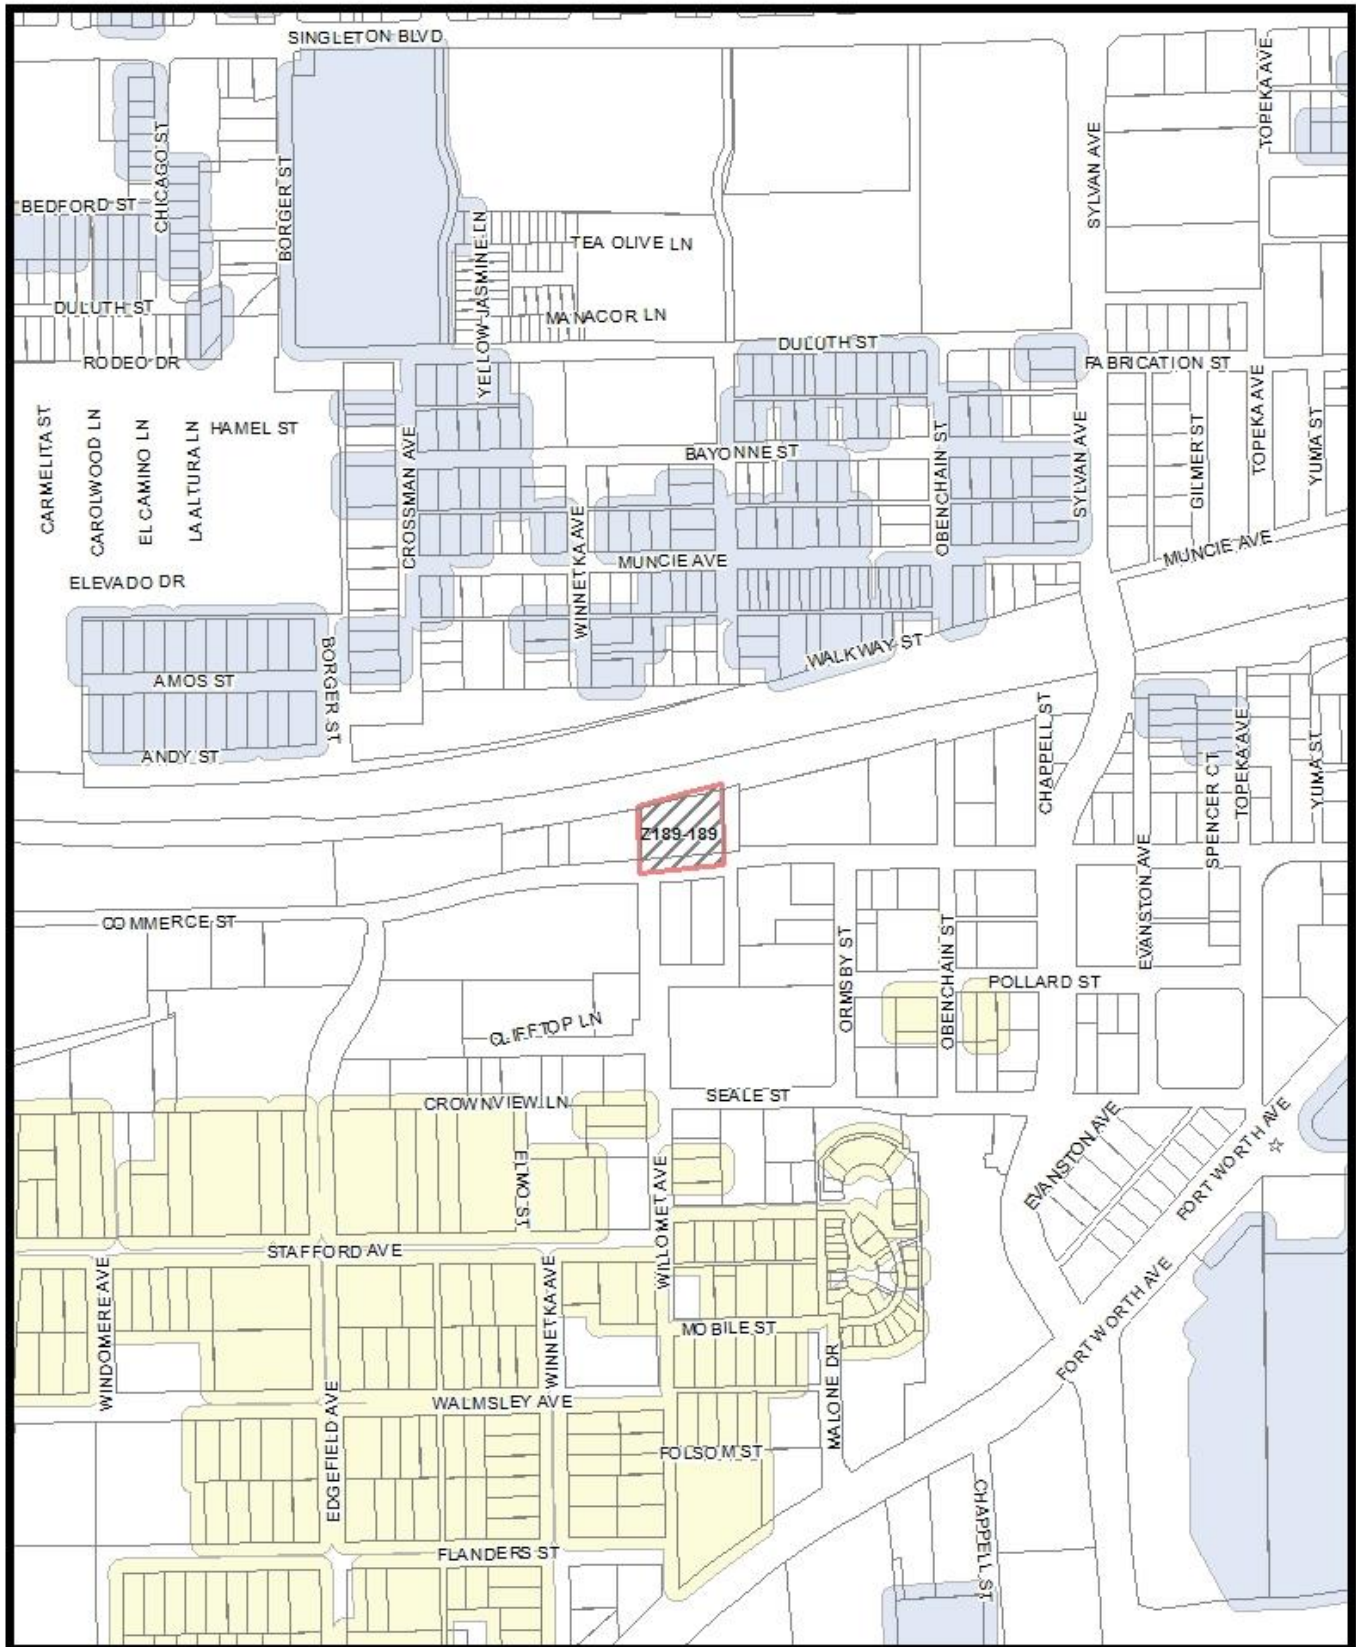 SINGLETON BLVD
TOPEKA AVE
CHICAGO ST
SYLVAN AVE
BORGER ST
BEDFORD ST
YELLOW JASMINE LN
TEA OLIVE LN
DULUTH ST
MANACOR LN
DULUTH ST
RODEO DR
FABRICATION ST
CARMELITA ST
CAROLWOOD LN
EL CAMINO LN
LA ALTURA LN
HAMEL ST
CROSSMAN AVE
BAYONNE ST
OBENCHAIN ST
SYLVAN AVE
GILMER ST
TOPEKA AVE
YUMA ST
WINNETKA AVE
MUNCIE AVE
MUNCIE AVE
ELEVADO DR
WALKWAY ST
BORGER ST
AMOS ST
ANDY ST
CHAPPELL ST
SPENCER CT
TOPEKA AVE
YUMA ST
Z189-189
EVANSTON AVE
COMMERCE ST
ORMSBY ST
OBENCHAIN ST
POLLARD ST
CLIFFTOP LN
CROWNVIEW LN
SEALE ST
ELMO ST
WILLOMET AVE
EVANSTON AVE
FORT WORTH AVE
STAFFORD AVE
WINDOMERE AVE
WINNETKA AVE
MOBILE ST
FORT WORTH AVE
EDGEFIELD AVE
WALMSLEY AVE
MALONE DR
FOLSOM ST
CHAPPELL ST
FLANDERS ST